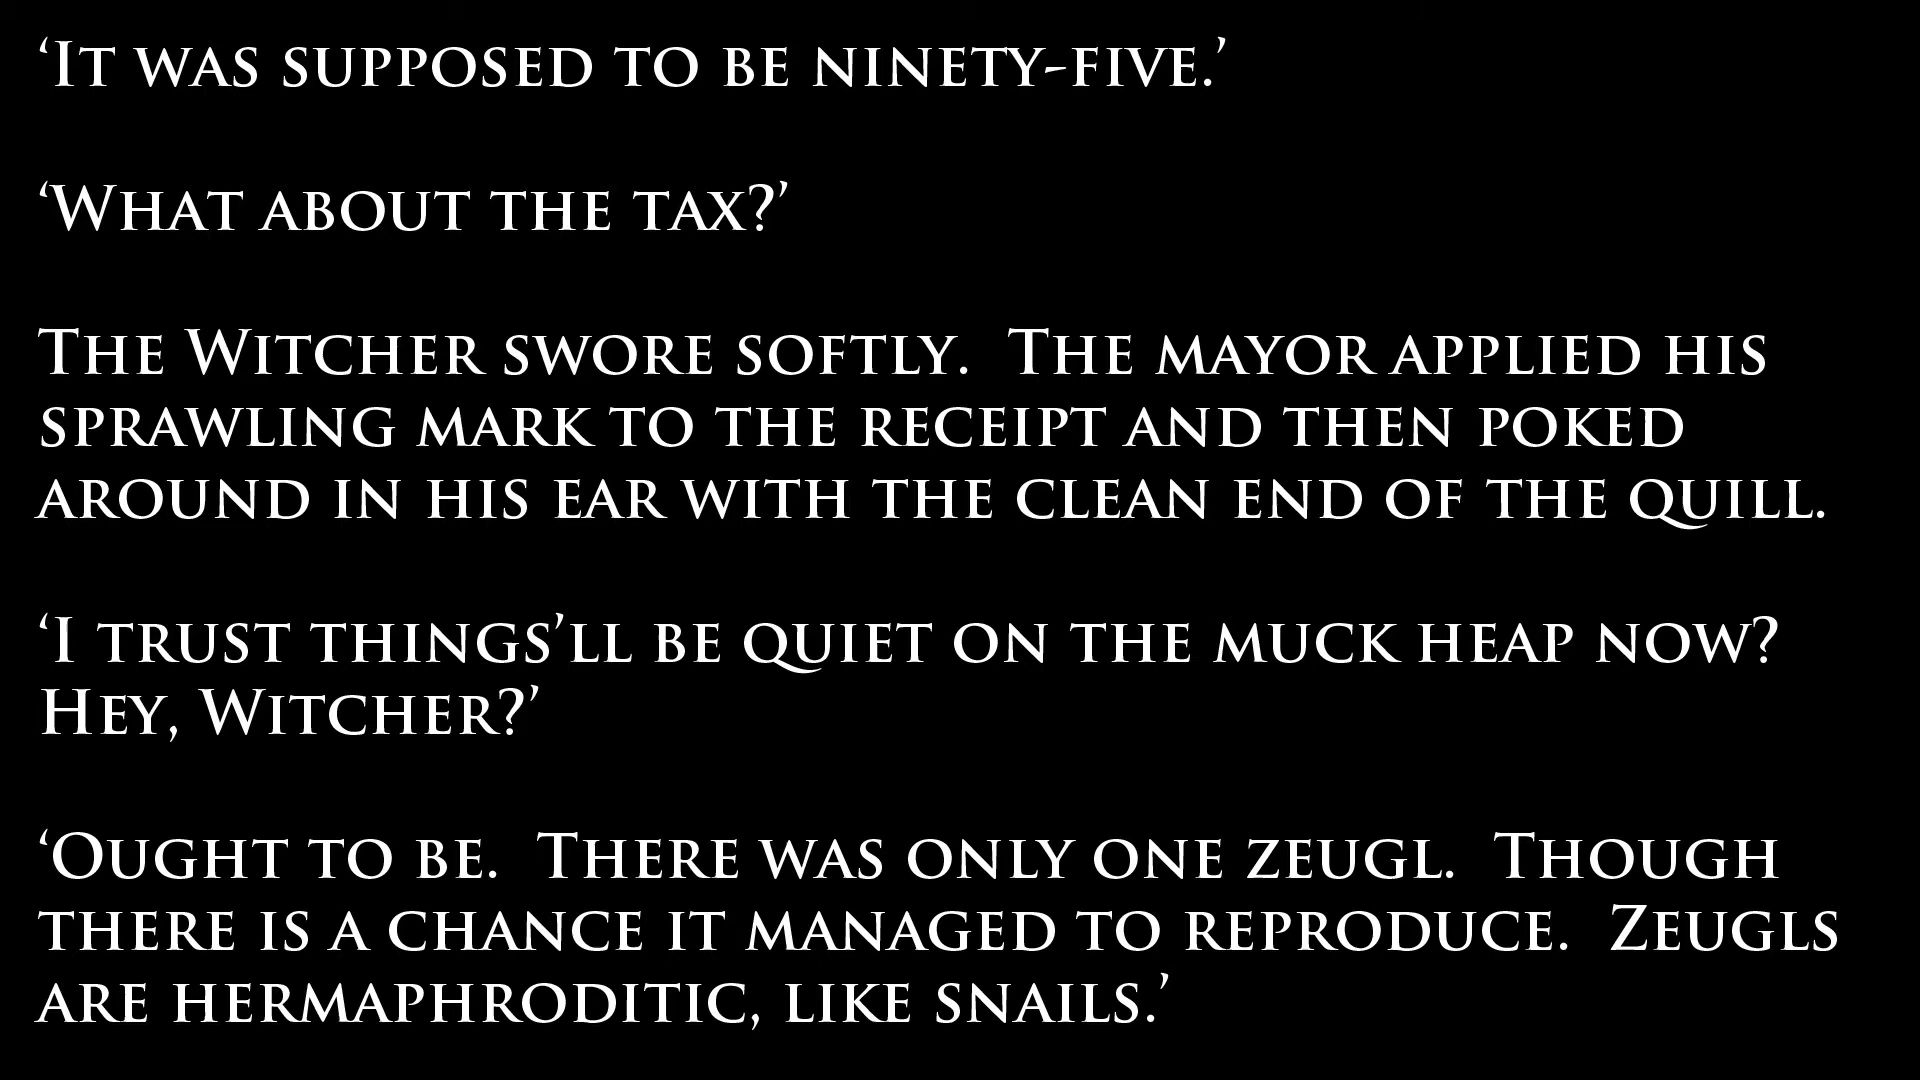 ‘It was supposed to be ninety-five.’
‘What about the tax?’
The Witcher swore softly.  The mayor applied his
sprawling mark to the receipt and then poked
around in his ear with the clean end of the quill.
‘I trust things’ll be quiet on the muck heap now?
Hey, Witcher?’
‘Ought to be.  There was only one zeugl.  Though
there is a chance it managed to reproduce.  Zeugls
are hermaphroditic, like snails.’